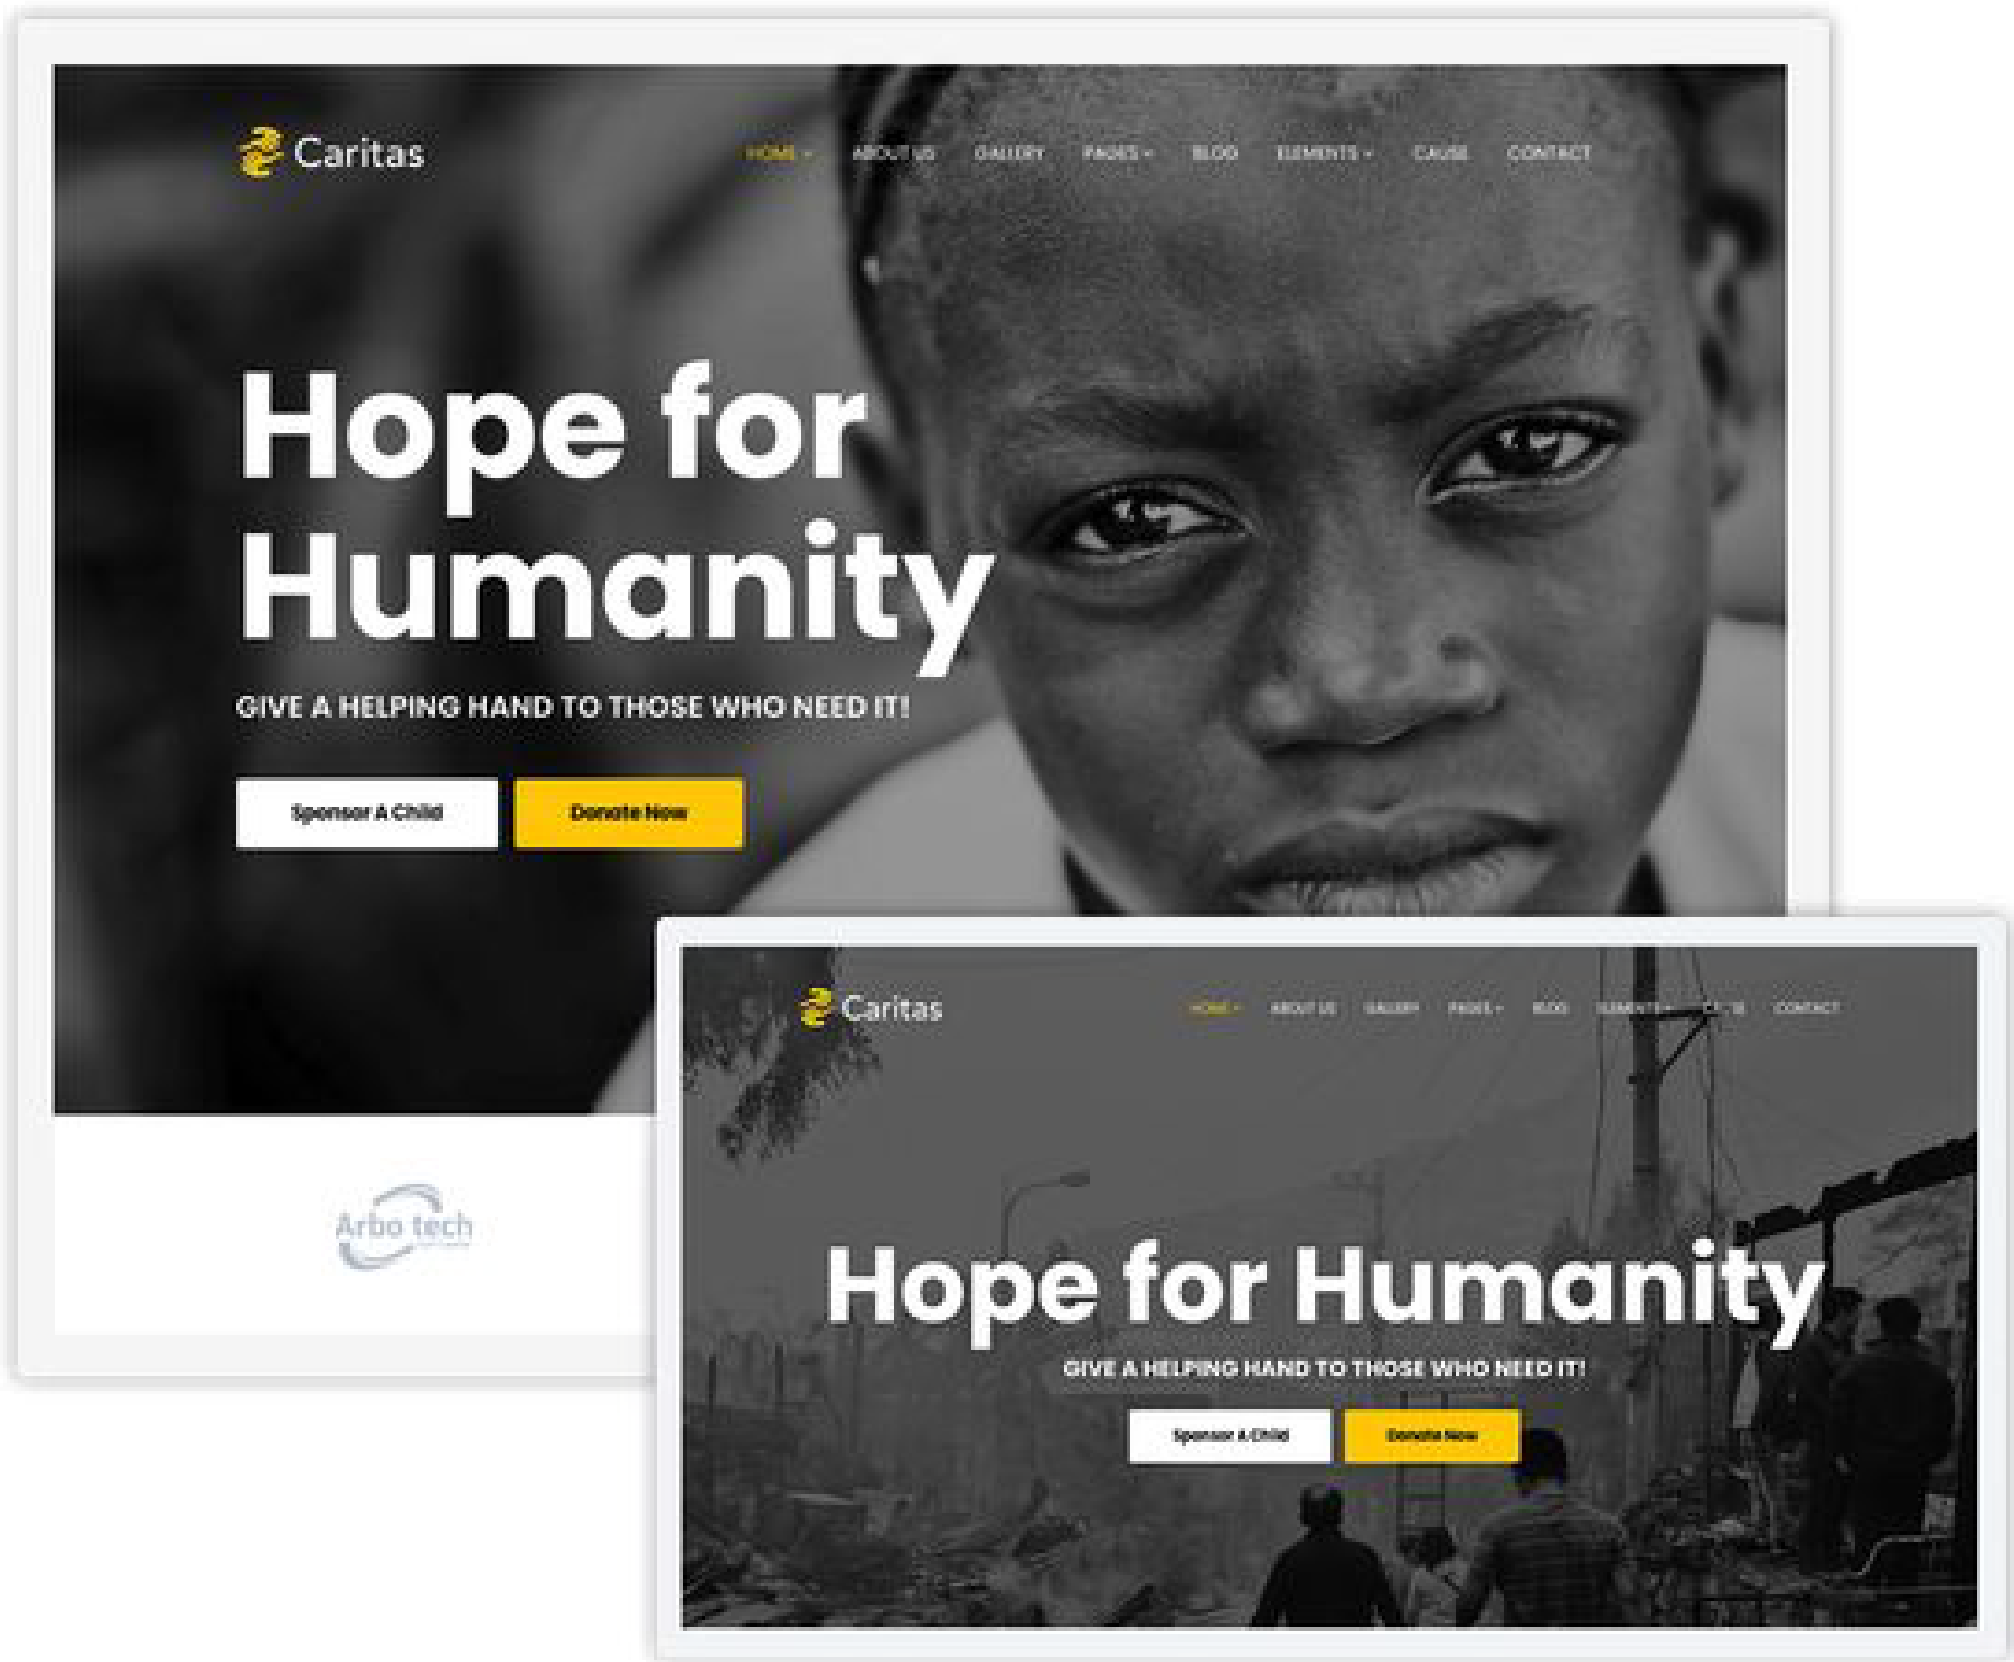 Caritas
HOME ABOUT US GALLERY PAGES BLOG ELEMENTS CAUSE CONTACT
Hope for
Humanity
GIVE A HELPING HAND TO THOSE WHO NEED IT!
Sponsor A Child Donate Now
Arbo tech
Caritas
HOME ABOUT US GALLERY PAGES BLOG ELEMENTS CONTACT
Hope for Humanity
GIVE A HELPING HAND TO THOSE WHO NEED IT!
Sponsor A Child Donate Now